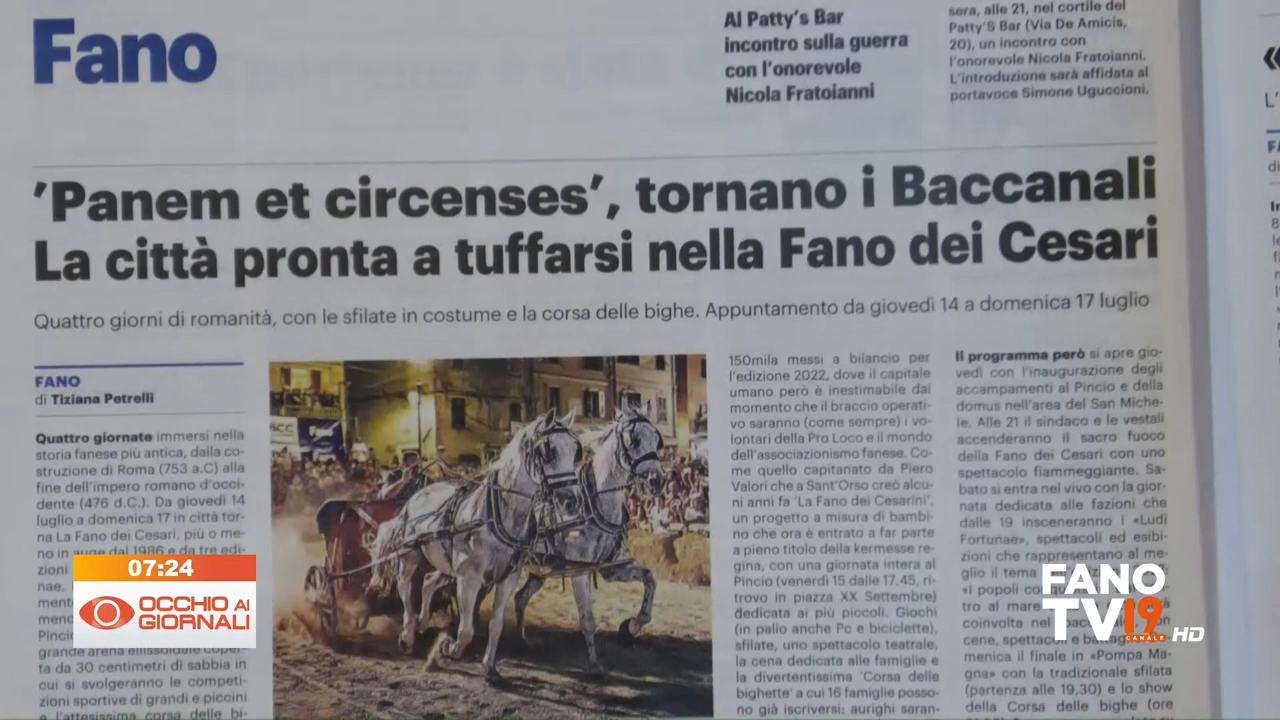 Fano
Al Patty's Bar
incontro sulla guerra
con l'onorevole
Nicola Fratoianni
sera, alle 21, nel cortile del
Patty'S Bar (Via De Amicis,
20), un incontro con
l'onorevole Nicola Fratoianni.
L'introduzione sarà affidata al
portavoce Simone Uguccioni.
'Panem et circenses', tornano i Baccanali
La città pronta a tuffarsi nella Fano dei Cesari
Quattro giorni di romanità, con le sfilate in costume e la corsa delle bighe. Appuntamento da giovedì 14 a domenica 17 luglio
FANO
di Tiziana Petrelli
Quattro giornate immersi nella
storia fanese più antica, dalla co-
struzione di Roma (753 a.C) alla
fine dell'impero romano d'occi-
dente (476 d.C.). Da giovedì 14
luglio a domenica 17 in città tor-
na La Fano dei Cesari, più o me-
no in auge dal 1986 e da tre edi-
zioni
nae.
ment
meno
Pincio
grande arena ellissoidale coper-
ta da 30 centimetri di sabbia in
cui si svolgeranno le competi-
zioni sportive di grandi e piccini
e l'attesissima corsa delle bi-
150mila messi a bilancio per
l'edizione 2022, dove il capitale
umano però è inestimabile dal
momento che il braccio operati-
vo saranno (come sempre) i vo-
lontari della Pro Loco e il mondo
dell'associazionismo fanese. Co-
me quello capitanato da Piero
Valori che a Sant'Orso creò alcu-
ni anni fa 'La Fano dei Cesarini',
un progetto a misura di bambi-
no che ora è entrato a far parte
a pieno titolo della kermesse re-
gina, con una giornata intera al
Pincio (venerdì 15 dalle 17.45, ri-
trovo in piazza XX Settembre)
dedicata ai più piccoli. Giochi
(in palio anche Pc e biciclette),
sfilate, uno spettacolo teatrale,
la cena dedicata alle famiglie e
la divertentissima 'Corsa delle
bighette' a cui 16 famiglie posso-
no già iscriversi: aurighi saran-
Il programma però si apre gio-
vedì con l'inaugurazione degli
accampamenti al Pincio e della
domus nell'area del San Miche-
le. Alle 21 il sindaco e le vestali
accenderanno il sacro fuoco
della Fano dei Cesari con uno
spettacolo fiammeggiante. Sa-
bato si entra nel vivo con la gior-
nata dedicata alle fazioni che
dalle 19 insceneranno i «Ludi
Fortunae», spettacoli ed esibi-
zioni che rappresentano al me-
glio il tema
«I popoli
tro al mare
coinvolta nel
cene, spettacoli e
menica il finale in «Pompa Ma-
gna» con la tradizionale sfilata
(partenza alle 19,30) e lo show
della Corsa delle bighe (ore
07:24
OCCHIO AI
GIORNALI
FANO
TV19
CANALE
HD